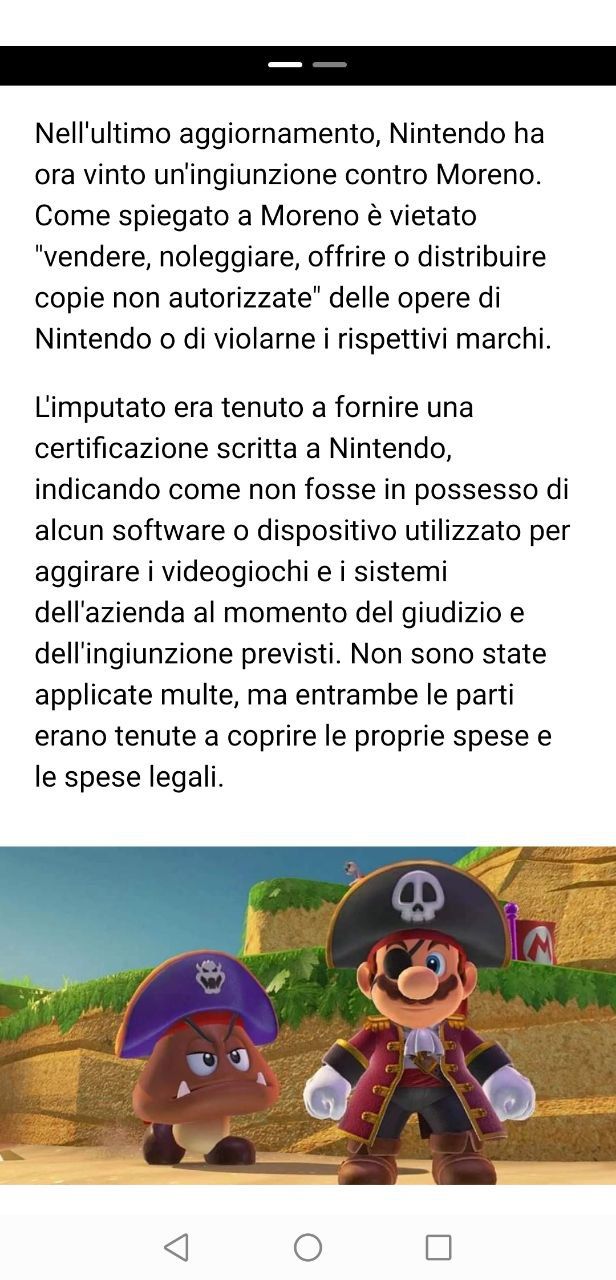 Nell'ultimo aggiornamento, Nintendo ha
ora vinto un'ingiunzione contro Moreno.
Come spiegato a Moreno è vietato
"vendere, noleggiare, offrire o distribuire
copie non autorizzate" delle opere di
Nintendo o di violarne i rispettivi marchi.
L'imputato era tenuto a fornire una
certificazione scritta a Nintendo,
indicando come non fosse in possesso di
alcun software o dispositivo utilizzato per
aggirare i videogiochi e i sistemi
dell'azienda al momento del giudizio e
dell'ingiunzione previsti. Non sono state
applicate multe, ma entrambe le parti
erano tenute a coprire le proprie spese e
le spese legali.
M